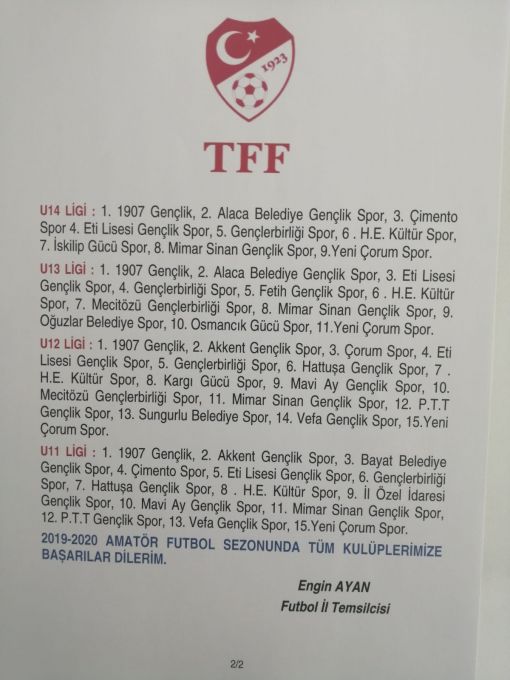 1923
TFF
U14 LİGİ : 1. 1907 Gençlik, 2. Alaca Belediye Gençlik Spor, 3. Çimento
Spor 4. Eti Lisesi Gençlik Spor, 5. Gençlerbirliği Spor, 6 . H.E. Kültür Spor,
7. İskilip Gücü Spor, 8. Mimar Sinan Gençlik Spor, 9.Yeni Çorum Spor.
U13 LİGİ : 1. 1907 Gençlik, 2. Alaca Belediye Gençlik Spor, 3. Eti Lisesi
Gençlik Spor, 4. Gençlerbirliği Spor, 5. Fetih Gençlik Spor, 6 . H.E. Kültür
Spor, 7. Mecitözü Gençlerbirliği Spor, 8. Mimar Sinan Gençlik Spor, 9.
Oğuzlar Belediye Spor, 10. Osmancık Gücü Spor, 11.Yeni Çorum Spor.
U12 LİGİ : 1. 1907 Gençlik, 2. Akkent Gençlik Spor, 3. Çorum Spor, 4. Eti
Lisesi Gençlik Spor, 5. Gençlerbirliği Spor, 6. Hattuşa Gençlik Spor, 7 .
H.E. Kültür Spor, 8. Kargı Gücü Spor, 9. Mavi Ay Gençlik Spor, 10.
Mecitözü Gençlerbirliği Spor, 11. Mimar Sinan Gençlik Spor, 12. P.T.T
Gençlik Spor, 13. Sungurlu Belediye Spor, 14. Vefa Gençlik Spor, 15.Yeni
Çorum Spor.
U11 LİGİ : 1. 1907 Gençlik, 2. Akkent Gençlik Spor, 3. Bayat Belediye
Gençlik Spor, 4. Çimento Spor, 5. Eti Lisesi Gençlik Spor, 6. Gençlerbirliği
Spor, 7. Hattuşa Gençlik Spor, 8 . H.E. Kültür Spor, 9. İl Özel İdaresi
Gençlik Spor, 10. Mavi Ay Gençlik Spor, 11. Mimar Sinan Gençlik Spor,
12. P.T.T Gençlik Spor, 13. Vefa Gençlik Spor, 15.Yeni Çorum Spor.
2019-2020 AMATÖR FUTBOL SEZONUNDA TÜM KULÜPLERİMİZE
BAŞARILAR DİLERİM.
Engin AYAN
Futbol İl Temsilcisi
2/2